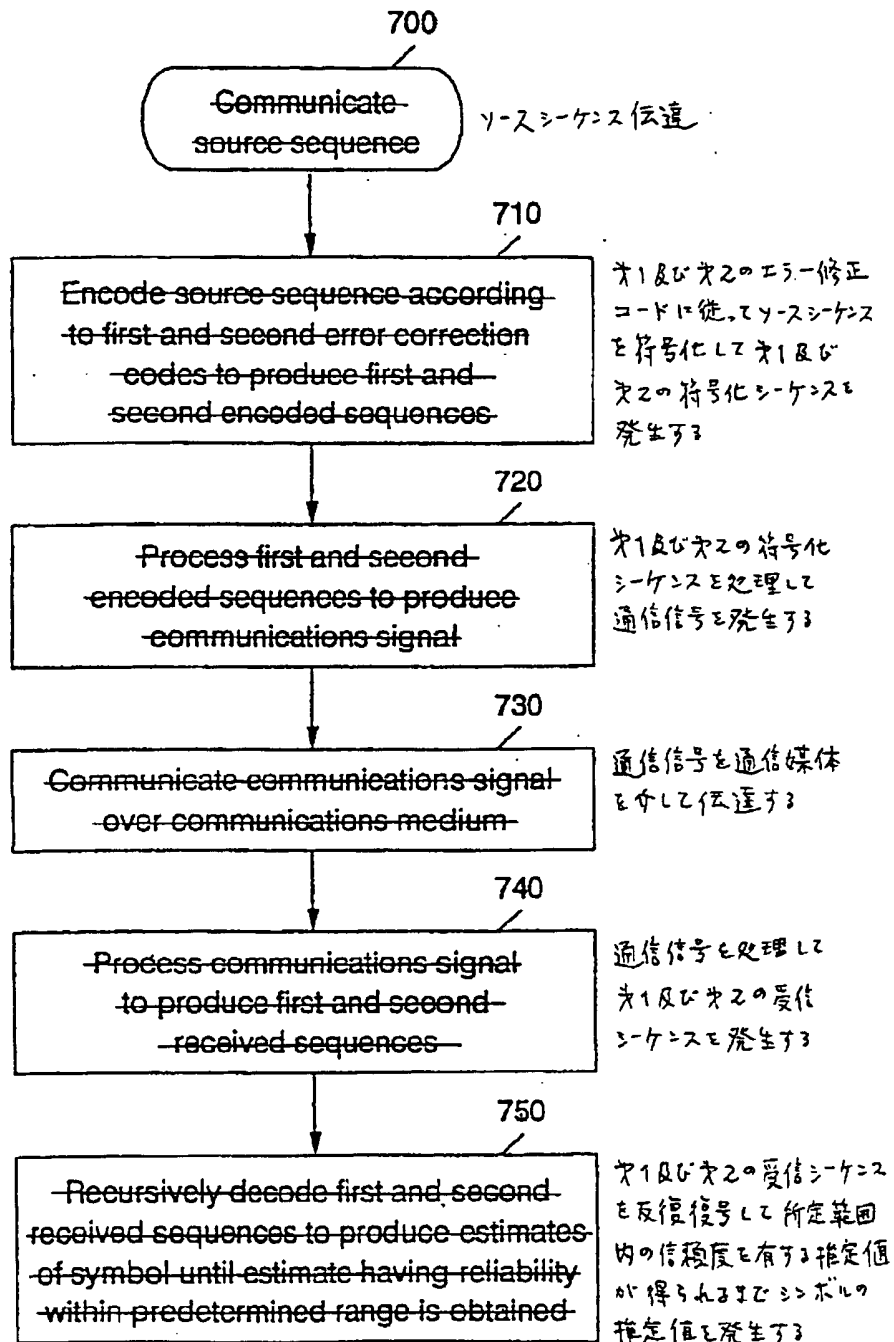 700
Communicate
source sequence
ソースシーケンス伝達
710
Encode source sequence according
to first and second error correction
codes to produce first and
second encoded sequences
才1及び才2のエラー修正
コードに従ってソースシーケンス
を符号化して才1及び
才2の符号化シーケンスを
発生する
720
Process first and second
encoded sequences to produce
communications signal
才1及び才2の符号化
シーケンスを処理して
通信信号を発生する
730
Communicate communications signal
over communications medium
通信信号を通信媒体
を介して伝達する
740
Process communications signal
to produce first and second
received sequences
通信信号を処理して
才1及び才2の受信
シーケンスを発生する
750
Recursively decode first and second
received sequences to produce estimates
of symbol until estimate having reliability
within predetermined range is obtained
才1及び才2の受信シーケンス
を反復復号して所定範囲
内の信頼度を有する推定値
が得られるまでシンボルの
推定値を発生する